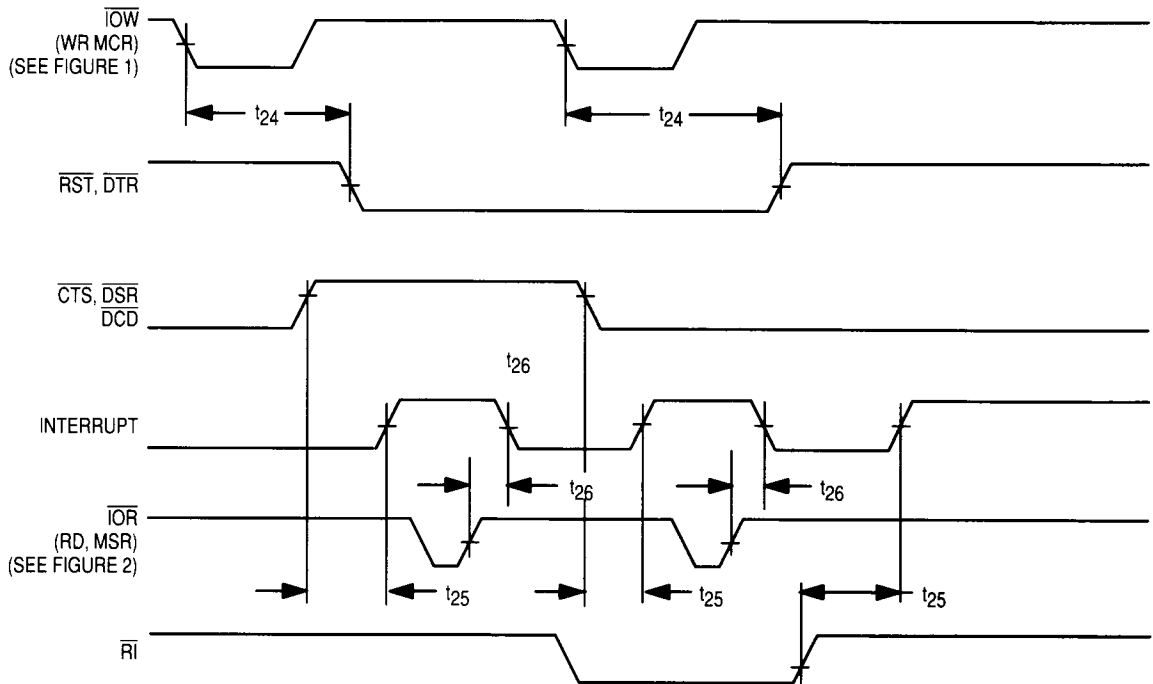 IOW
(WR MCR)
(SEE FIGURE 1)
t24 t24
RST, DTR
CTS, DSR
DCD
t26
INTERRUPT
t26 t26
IOR
(RD, MSR)
(SEE FIGURE 2)
t25 t25 t25
RI